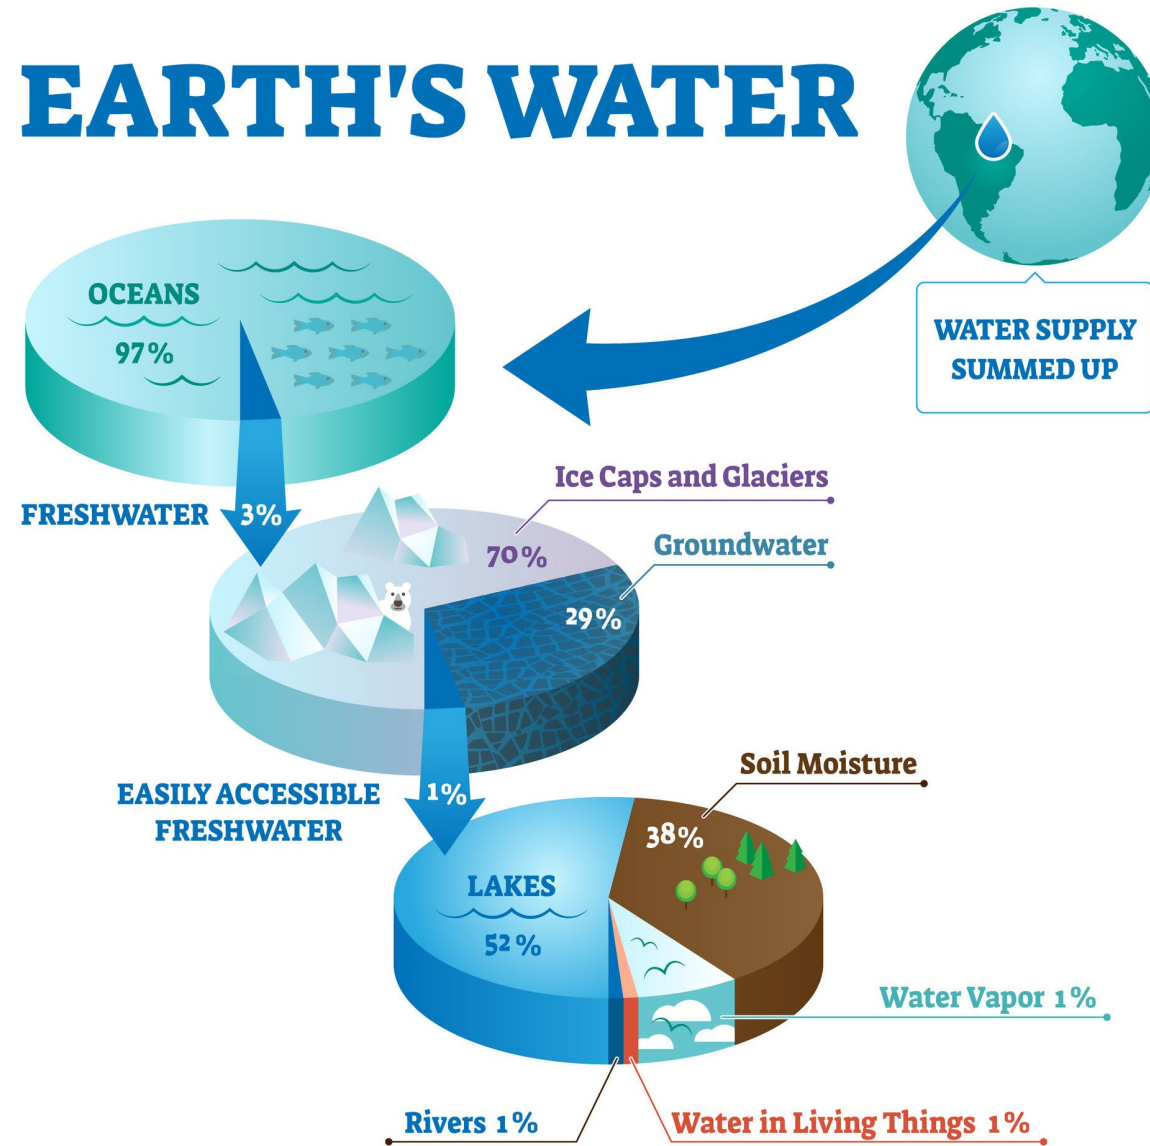 EARTH'S WATER
WATER SUPPLY
SUMMED UP
OCEANS
97%
FRESHWATER
3%
Ice Caps and Glaciers
70%
Groundwater
29%
EASILY ACCESSIBLE
FRESHWATER
1%
Soil Moisture
38%
LAKES
52%
Water Vapor 1%
Rivers 1%
Water in Living Things 1%